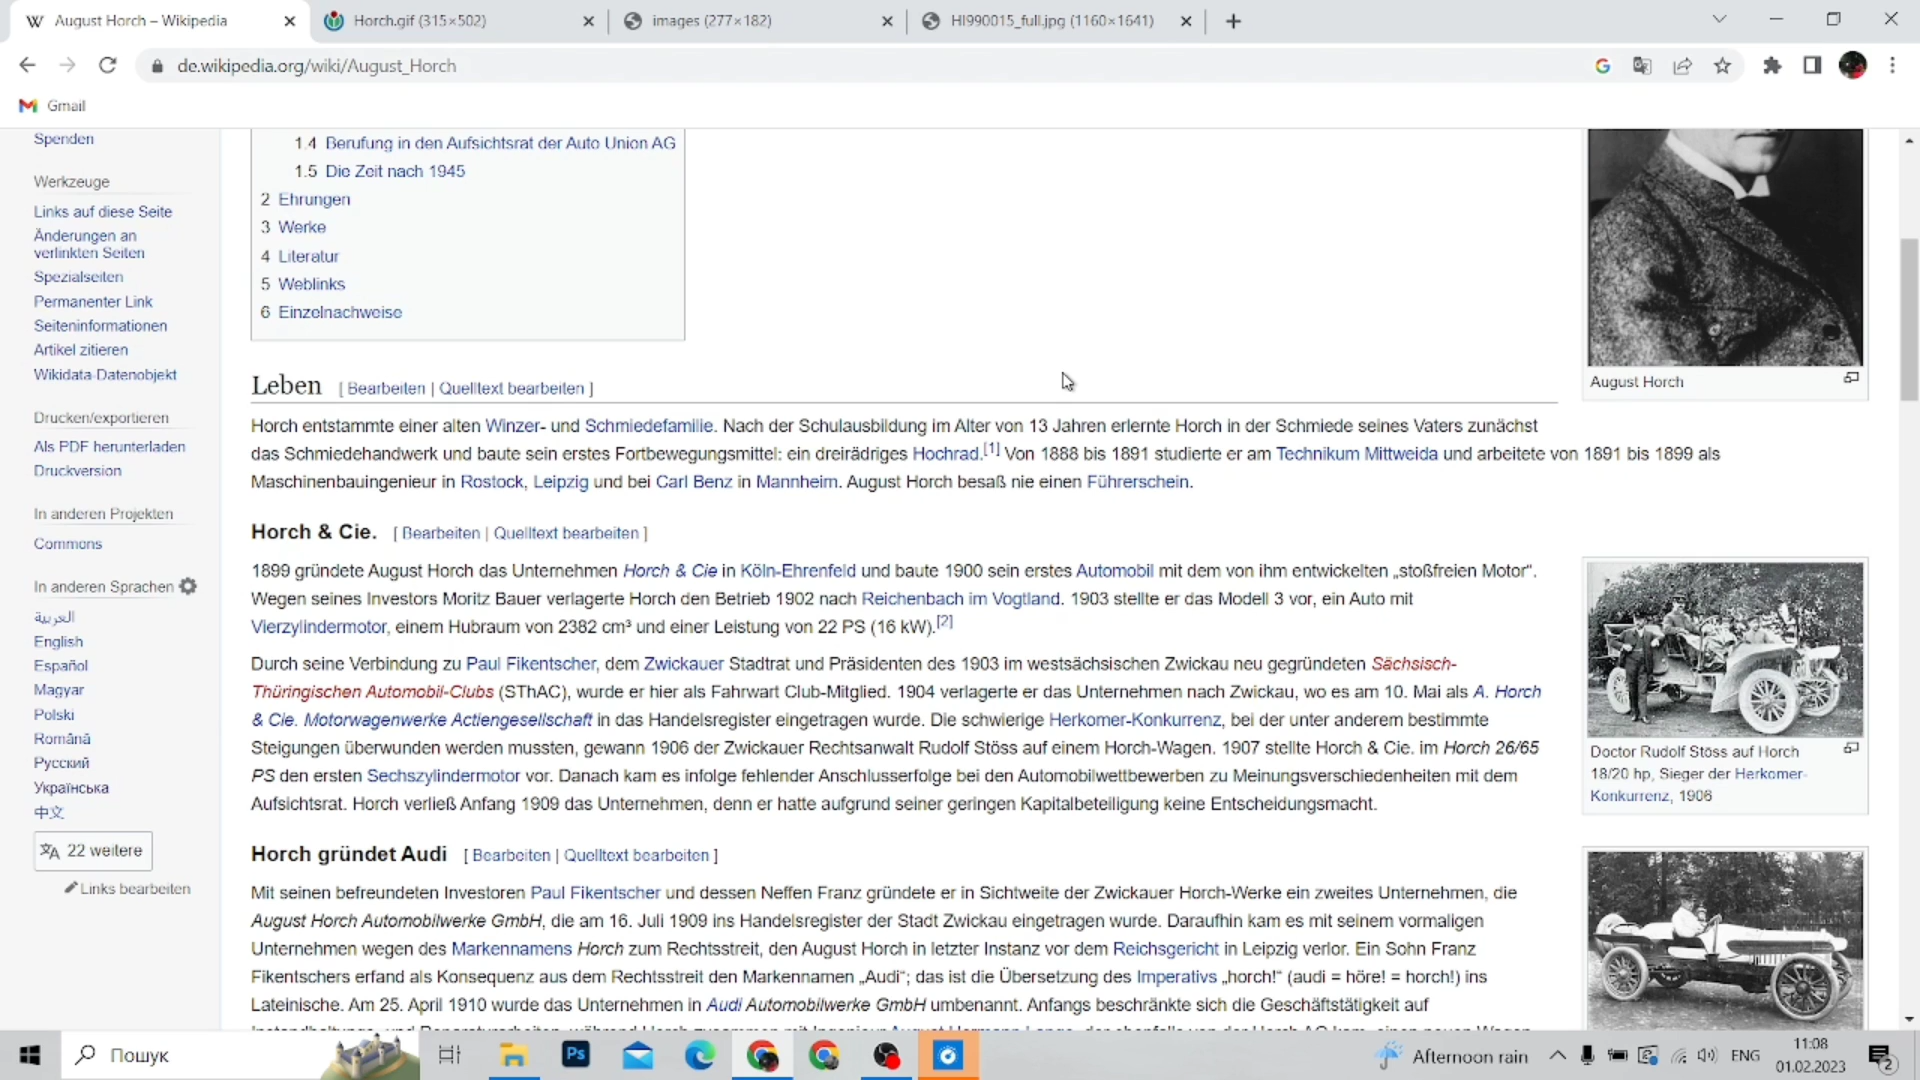 August Horch – Wikipedia
Horch.gif (315×502)
images (277×182)
HI990015_full.jpg (1160×1641)
de.wikipedia.org/wiki//August_Horch
Gmail
Spenden
Werkzeuge
Links auf diese Seite
Änderungen an
verlinkten Seiten
Spezialseiten
Permanenter Link
Seiteninformationen
Artikel zitieren
Wikidata-Datenobjekt
Drucken/exportieren
Als PDF herunterladen
Druckversion
In anderen Projekten
Commons
In anderen Sprachen
العربية
English
Español
Magyar
Polski
Română
Русский
Українська
中文
22 weitere
Links bearbeiten
1.4 Berufung in den Aufsichtsrat der Auto Union AG
1.5 Die Zeit nach 1945
2 Ehrungen
3 Werke
4 Literatur
5 Weblinks
6 Einzelnachweise
August Horch
Leben [ Bearbeiten | Quelltext bearbeiten ]
Horch entstammte einer alten Winzer- und Schmiedefamilie. Nach der Schulausbildung im Alter von 13 Jahren erlernte Horch in der Schmiede seines Vaters zunächst
das Schmiedehandwerk und baute sein erstes Fortbewegungsmittel: ein dreirädriges Hochrad.[1] Von 1888 bis 1891 studierte er am Technikum Mittweida und arbeitete von 1891 bis 1899 als
Maschinenbauingenieur in Rostock, Leipzig und bei Carl Benz in Mannheim. August Horch besaß nie einen Führerschein.
Horch & Cie. [ Bearbeiten | Quelltext bearbeiten ]
1899 gründete August Horch das Unternehmen Horch & Cie in Köln-Ehrenfeld und baute 1900 sein erstes Automobil mit dem von ihm entwickelten „stoßfreien Motor“.
Wegen seines Investors Moritz Bauer verlagerte Horch den Betrieb 1902 nach Reichenbach im Vogtland. 1903 stellte er das Modell 3 vor, ein Auto mit
Vierzylindermotor, einem Hubraum von 2382 cm³ und einer Leistung von 22 PS (16 kW).[2]
Durch seine Verbindung zu Paul Fikentscher, dem Zwickauer Stadtrat und Präsidenten des 1903 im westsächsischen Zwickau neu gegründeten Sächsisch-
Thüringischen Automobil-Clubs (SThAC), wurde er hier als Fahrwart Club-Mitglied. 1904 verlagerte er das Unternehmen nach Zwickau, wo es am 10. Mai als A. Horch
& Cie. Motorwagenwerke Actiengesellschaft in das Handelsregister eingetragen wurde. Die schwierige Herkomer-Konkurrenz, bei der unter anderem bestimmte
Steigungen überwunden werden mussten, gewann 1906 der Zwickauer Rechtsanwalt Rudolf Stöss auf einem Horch-Wagen. 1907 stellte Horch & Cie. im Horch 26/65
PS den ersten Sechszylindermotor vor. Danach kam es infolge fehlender Anschlusserfolge bei den Automobilwettbewerben zu Meinungsverschiedenheiten mit dem
Aufsichtsrat. Horch verließ Anfang 1909 das Unternehmen, denn er hatte aufgrund seiner geringen Kapitalbeteiligung keine Entscheidungsmacht.
Doctor Rudolf Stöss auf Horch
18/20 hp, Sieger der Herkomer-
Konkurrenz, 1906
Horch gründet Audi [ Bearbeiten | Quelltext bearbeiten ]
Mit seinen befreundeten Investoren Paul Fikentscher und dessen Neffen Franz gründete er in Sichtweite der Zwickauer Horch-Werke ein zweites Unternehmen, die
August Horch Automobilwerke GmbH, die am 16. Juli 1909 ins Handelsregister der Stadt Zwickau eingetragen wurde. Daraufhin kam es mit seinem vormaligen
Unternehmen wegen des Markennamens Horch zum Rechtsstreit, den August Horch in letzter Instanz vor dem Reichsgericht in Leipzig verlor. Ein Sohn Franz
Fikentschers erfand als Konsequenz aus dem Rechtsstreit den Markennamen „Audi“; das ist die Übersetzung des Imperativs „horch!“ (audi = höre! = horch!) ins
Lateinische. Am 25. April 1910 wurde das Unternehmen in Audi Automobilwerke GmbH umbenannt. Anfangs beschränkte sich die Geschäftstätigkeit auf
Пошук
Ps
Afternoon rain
ENG
11:08
01.02.2023
2